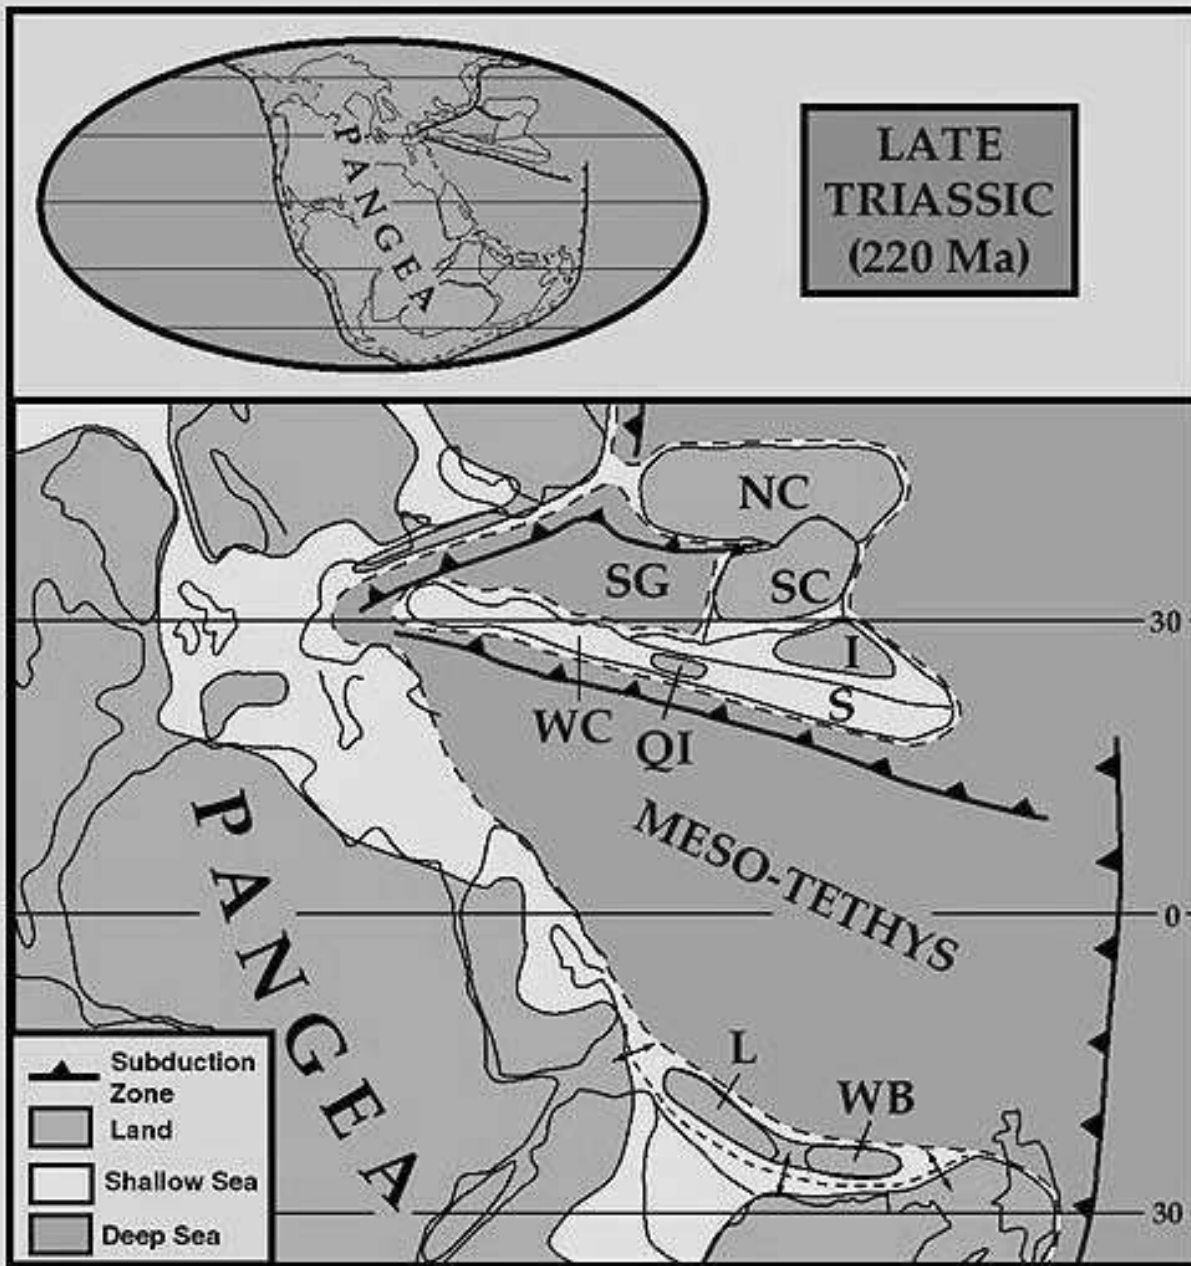 PANGEA
LATE
TRIASSIC
(220 Ma)
NC
SG
SC
30
I
S
WC
QI
MESO-TETHYS
PANGEA
0
L
WB
30
Subduction
Zone
Land
Shallow Sea
Deep Sea